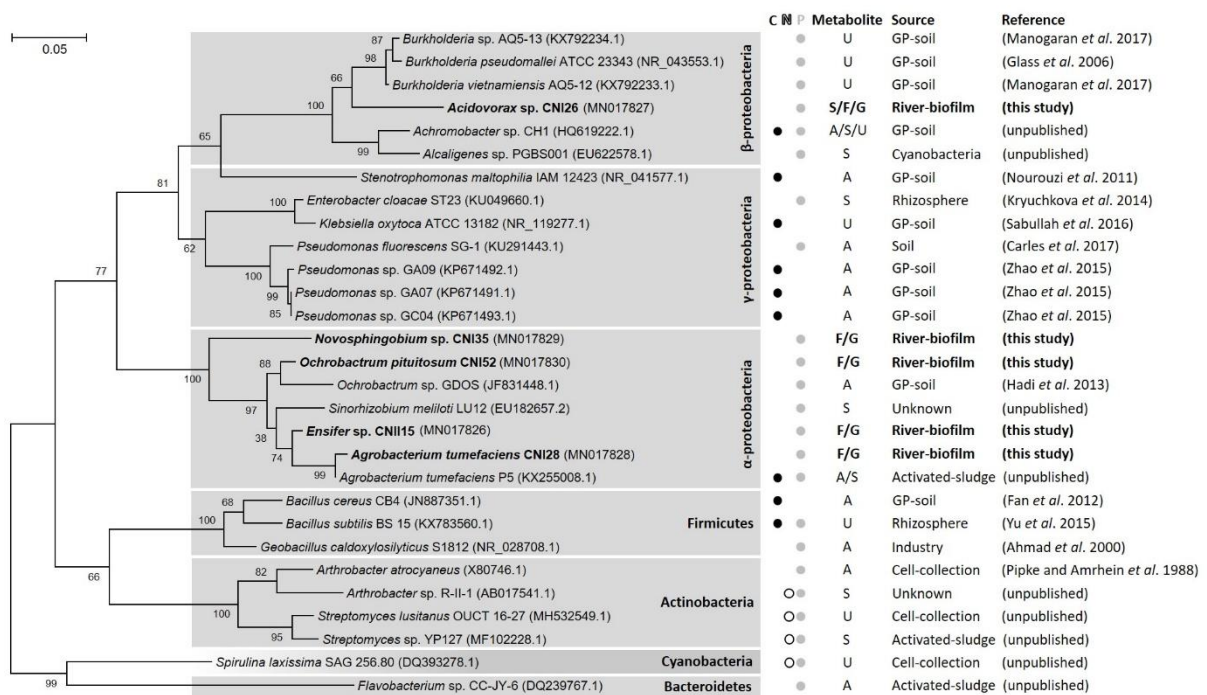 C N P Metabolite Source Reference
0.05
87 Burkholderia sp. AQ5-13 (KX792234.1) U GP-soil (Manogaran et al. 2017)
98 Burkholderia pseudomallei ATCC 23343 (NR_043553.1) U GP-soil (Glass et al. 2006)
66 Burkholderia vietnamiensis AQ5-12 (KX792233.1) U GP-soil (Manogaran et al. 2017)
100 Acidovorax sp. CNI26 (MN017827) S/F/G River-biofilm (this study)
65 Achromobacter sp. CH1 (HQ619222.1) A/S/U GP-soil (unpublished)
99 Alcaligenes sp. PGBS001 (EU622578.1) S Cyanobacteria (unpublished)
β-proteobacteria
81 Stenotrophomonas maltophilia IAM 12423 (NR_041577.1) A GP-soil (Nourouzi et al. 2011)
100 Enterobacter cloacae ST23 (KU049660.1) S Rhizosphere (Kryuchkova et al. 2014)
Klebsiella oxytoca ATCC 13182 (NR_119277.1) U GP-soil (Sabullah et al. 2016)
62 Pseudomonas fluorescens SG-1 (KU291443.1) A Soil (Carles et al. 2017)
77 100 Pseudomonas sp. GA09 (KP671492.1) A GP-soil (Zhao et al. 2015)
99 Pseudomonas sp. GA07 (KP671491.1) A GP-soil (Zhao et al. 2015)
85 Pseudomonas sp. GC04 (KP671493.1) A GP-soil (Zhao et al. 2015)
γ-proteobacteria
Novosphingobium sp. CNI35 (MN017829) F/G River-biofilm (this study)
88 Ochrobactrum pituitosum CNI52 (MN017830) F/G River-biofilm (this study)
100 Ochrobactrum sp. GDOS (JF831448.1) A GP-soil (Hadi et al. 2013)
97 Sinorhizobium meliloti LU12 (EU182657.2) S Unknown (unpublished)
38 Ensifer sp. CNII15 (MN017826) F/G River-biofilm (this study)
74 Agrobacterium tumefaciens CNI28 (MN017828) F/G River-biofilm (this study)
99 Agrobacterium tumefaciens P5 (KX255008.1) A/S Activated-sludge (unpublished)
α-proteobacteria
68 Bacillus cereus CB4 (JN887351.1) A GP-soil (Fan et al. 2012)
100 Bacillus subtilis BS 15 (KX783560.1) Firmicutes U Rhizosphere (Yu et al. 2015)
Geobacillus caldoxylosilyticus S1812 (NR_028708.1) A Industry (Ahmad et al. 2000)
66 82 Arthrobacter atrocyaneus (X80746.1) A Cell-collection (Pipke and Amrhein et al. 1988)
Arthrobacter sp. R-II-1 (AB017541.1) Actinobacteria S Unknown (unpublished)
100 Streptomyces lusitanus OUCT 16-27 (MH532549.1) U Cell-collection (unpublished)
95 Streptomyces sp. YP127 (MF102228.1) S Activated-sludge (unpublished)
Spirulina laxissima SAG 256.80 (DQ393278.1) Cyanobacteria U Cell-collection (unpublished)
99 Flavobacterium sp. CC-JY-6 (DQ239767.1) Bacteroidetes A Activated-sludge (unpublished)